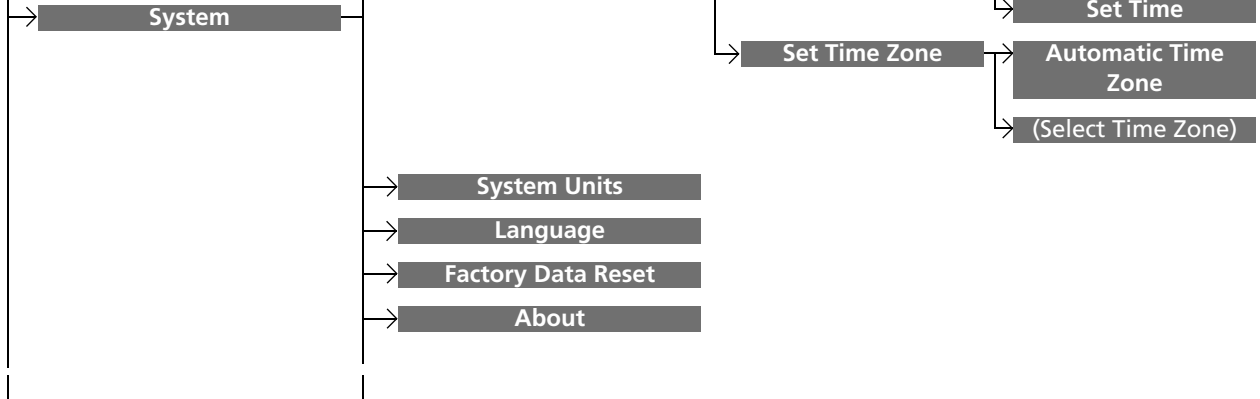 Set Time
System
Set Time Zone
Automatic Time
Zone
(Select Time Zone)
System Units
Language
Factory Data Reset
About